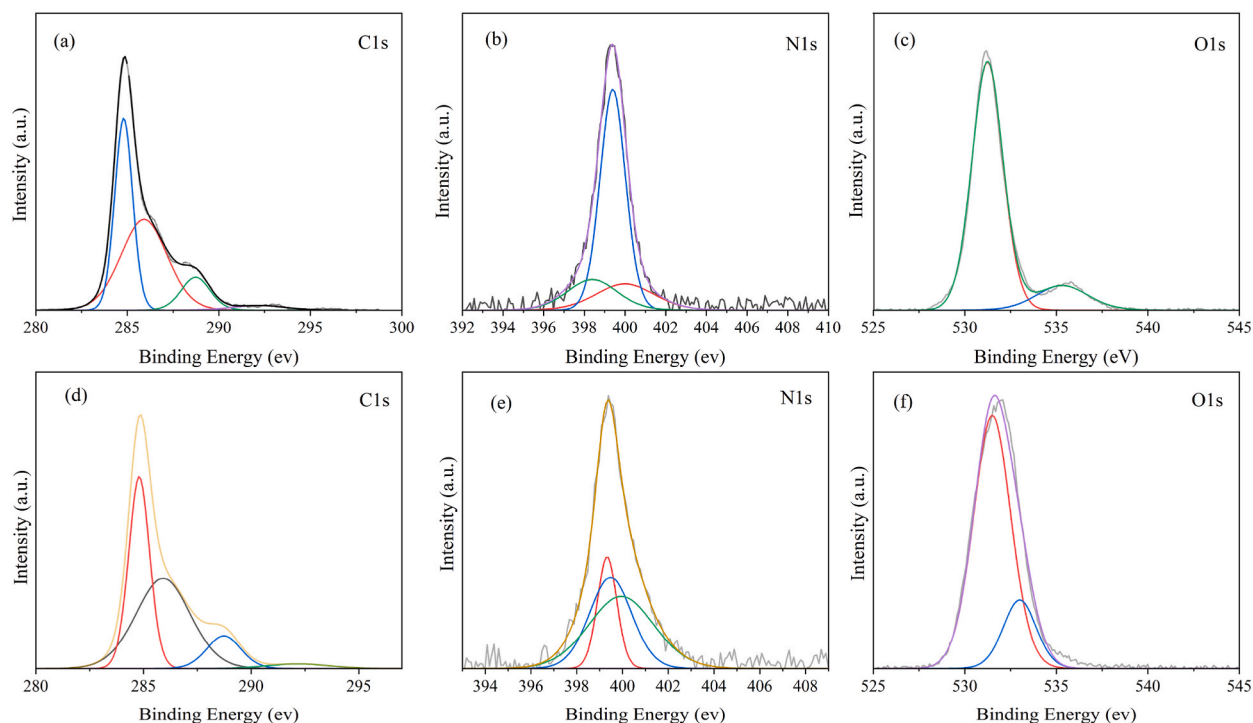 (a) C1s
Intensity (a.u.)
280 285 290 295 300
Binding Energy (ev)
(b) N1s
Intensity (a.u.)
392 394 396 398 400 402 404 406 408 410
Binding Energy (ev)
(c) O1s
Intensity (a.u.)
525 530 535 540 545
Binding Energy (eV)
(d) C1s
Intensity (a.u.)
280 285 290 295
Binding Energy (ev)
(e) N1s
Intensity (a.u.)
394 396 398 400 402 404 406 408
Binding Energy (ev)
(f) O1s
Intensity (a.u.)
525 530 535 540 545
Binding Energy (ev)